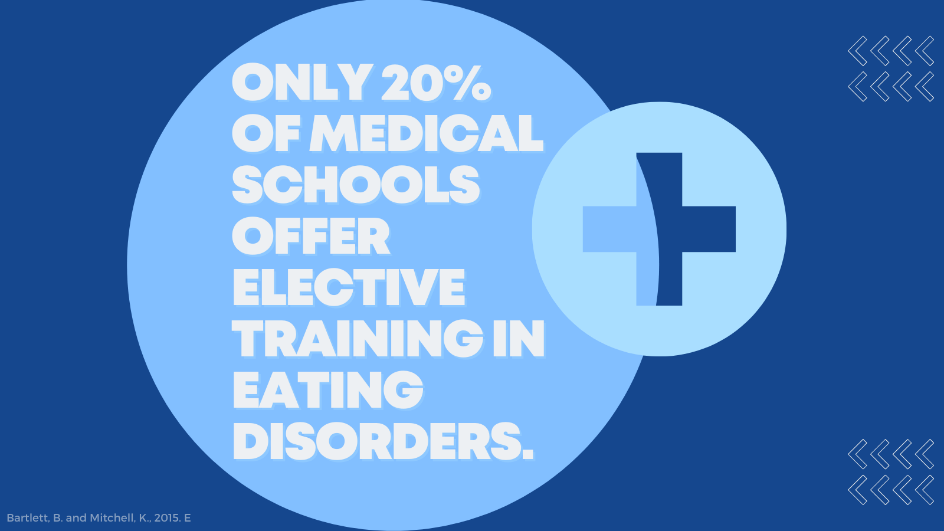 ONLY 20%
OF MEDICAL
SCHOOLS
OFFER
ELECTIVE
TRAINING IN
EATING
DISORDERS.
Bartlett, B. and Mitchell, K., 2015. E